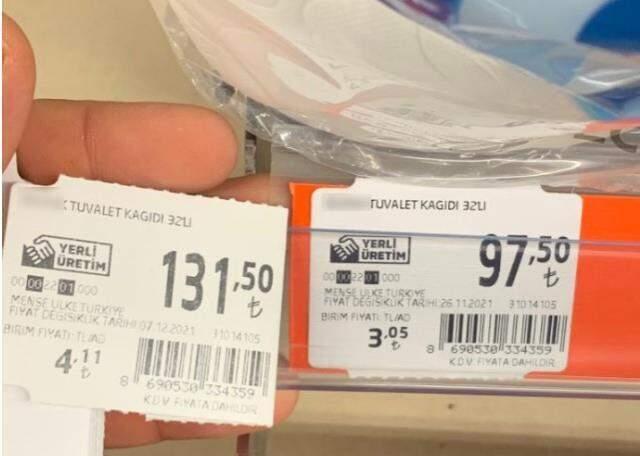 K TUVALET KAGIDI 32'LI
YERLİ
ÜRETİM
131,50
₺
00 00 22 01 000
MENSE ULKE:TURKIYE
FIYAT DEGISIKLIK TARIHI:07.12.2021 31014105
BIRIM FIYATI: TL/AD
4,11
₺
8 690530 334359
K.D.V. FIYATA DAHILDIR
TUVALET KAGIDI 32'LI
YERLİ
ÜRETİM
97,50
₺
00 00 22 01 000
MENSE ULKE:TURKIYE
FIYAT DEGISIKLIK TARIHI:26.11.2021 31014105
BIRIM FIYATI: TL/AD
3,05
₺
8 690530 334359
K.D.V. FIYATA DAHILDIR